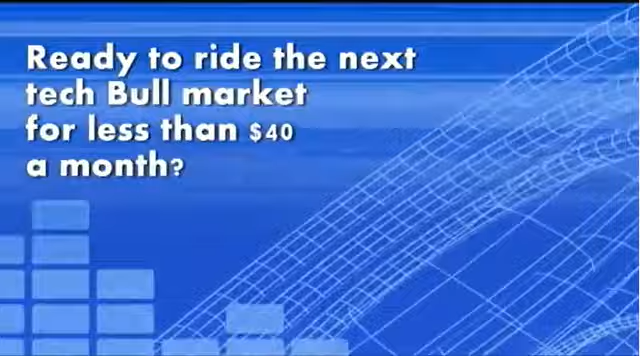 Ready to ride the next
tech Bull market
for less than $40
a month?